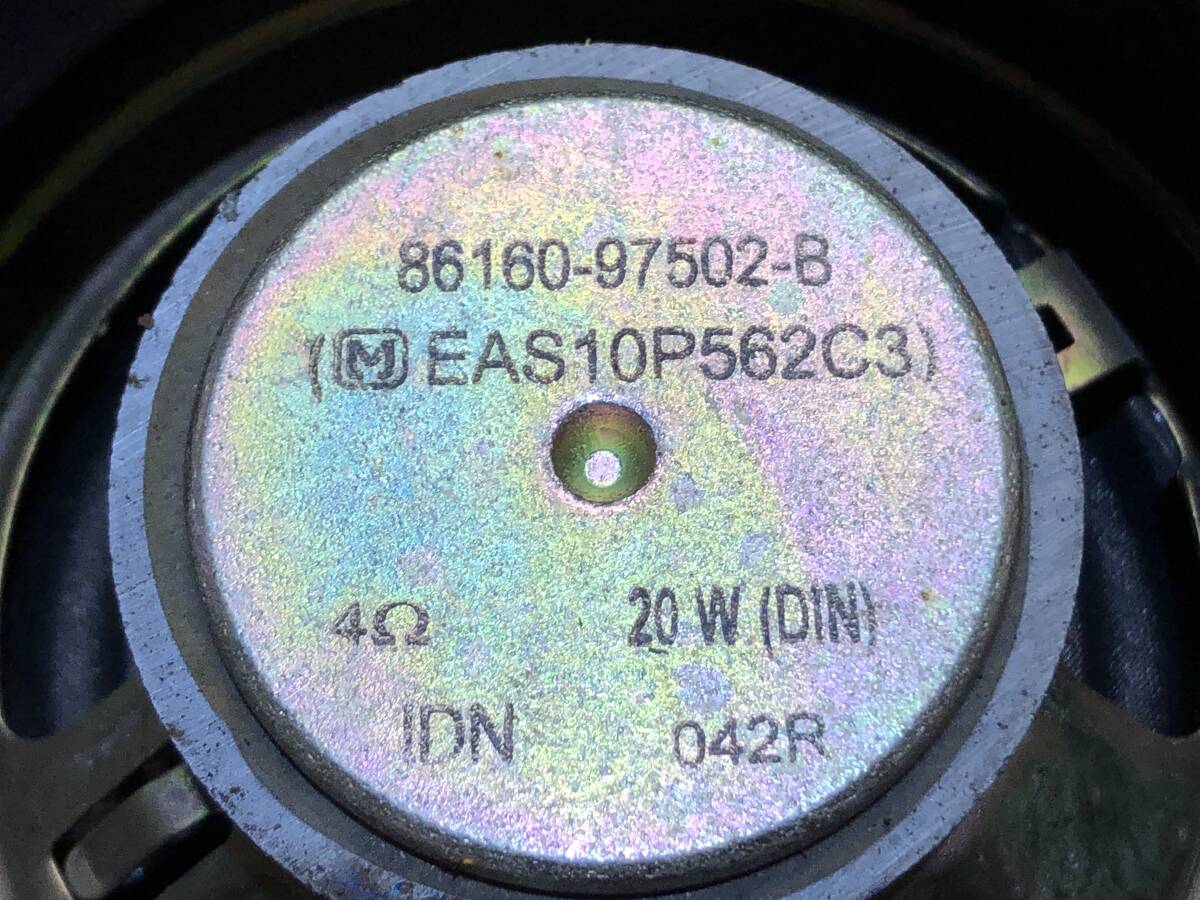 86160-97502-B
(M EAS10P562C3)
4Ω 20 W (DIN)
IDN 042R